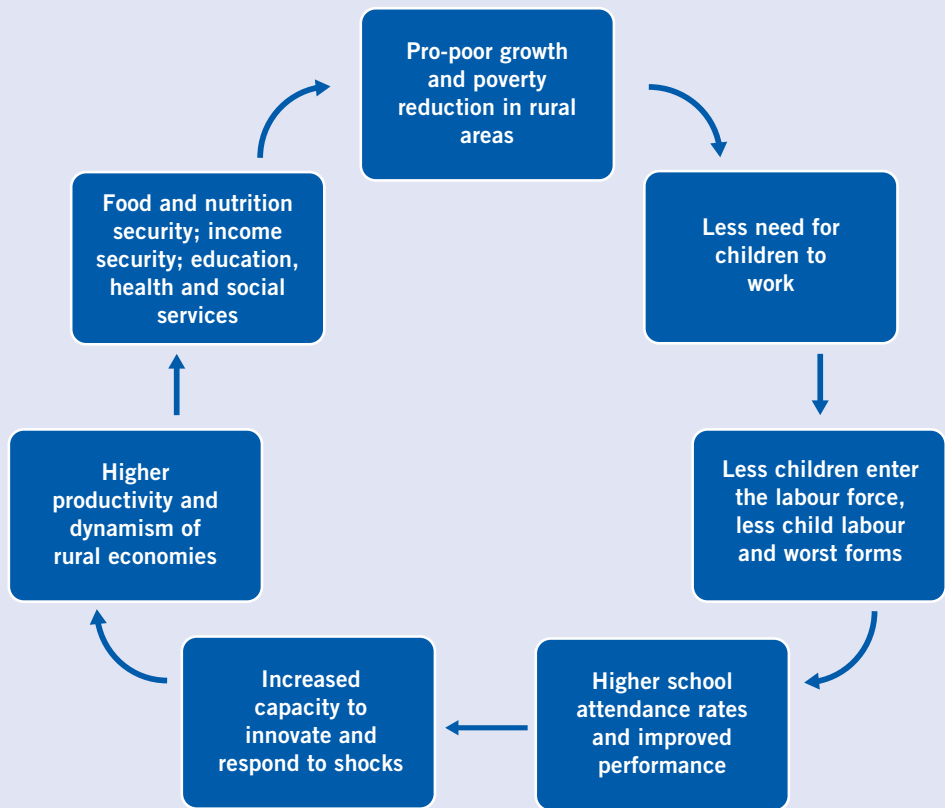 Pro-poor growth
and poverty
reduction in rural
areas
Less need for
children to
work
Less children enter
the labour force,
less child labour
and worst forms
Higher school
attendance rates
and improved
performance
Increased
capacity to
innovate and
respond to shocks
Higher
productivity and
dynamism of
rural economies
Food and nutrition
security; income
security; education,
health and social
services